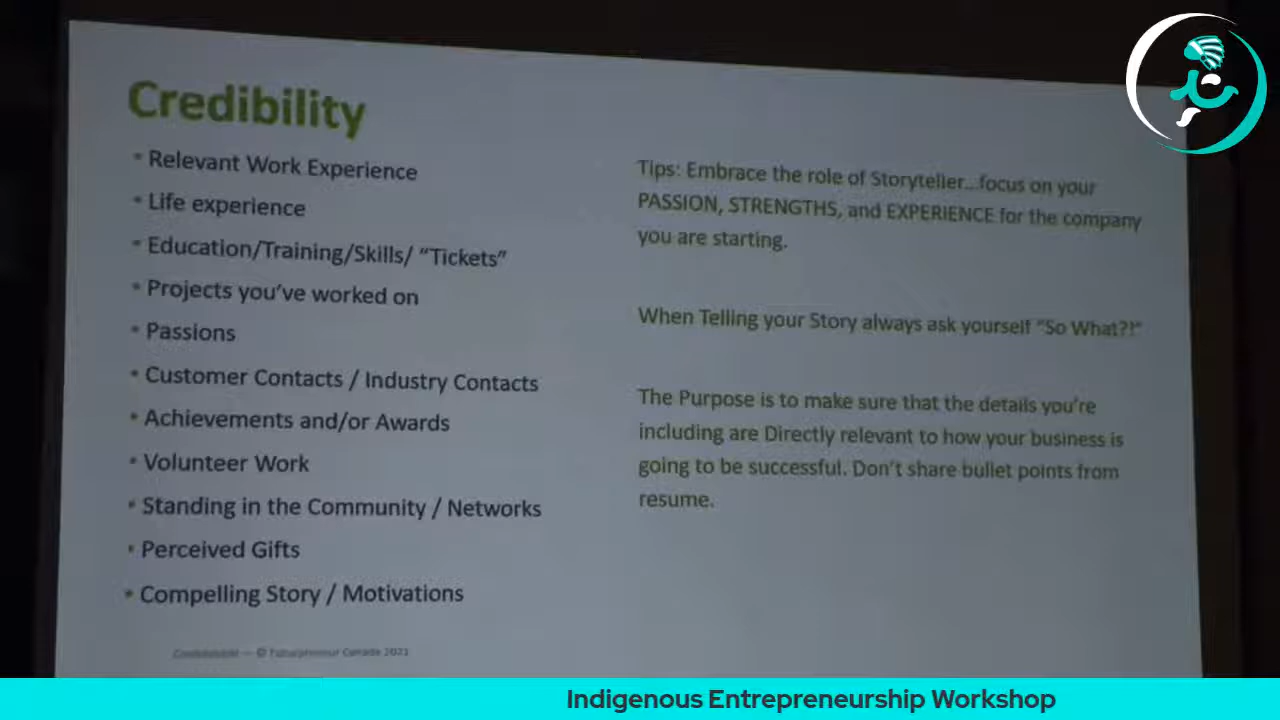 Credibility
• Relevant Work Experience
• Life experience
• Education/Training/Skills/ “Tickets”
• Projects you’ve worked on
• Passions
• Customer Contacts / Industry Contacts
• Achievements and/or Awards
• Volunteer Work
• Standing in the Community / Networks
• Perceived Gifts
• Compelling Story / Motivations
Tips: Embrace the role of Storyteller...focus on your
PASSION, STRENGTHS, and EXPERIENCE for the company
you are starting.
When Telling your Story always ask yourself “So What?!”
The Purpose is to make sure that the details you’re
including are Directly relevant to how your business is
going to be successful. Don’t share bullet points from
resume.
Confidential — © Futurpreneur Canada 2021
Indigenous Entrepreneurship Workshop